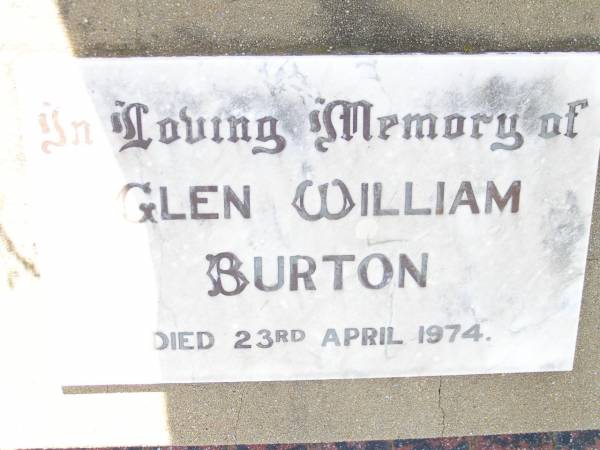 In Loving Memory of
GLEN WILLIAM
BURTON
DIED 23RD APRIL 1974.